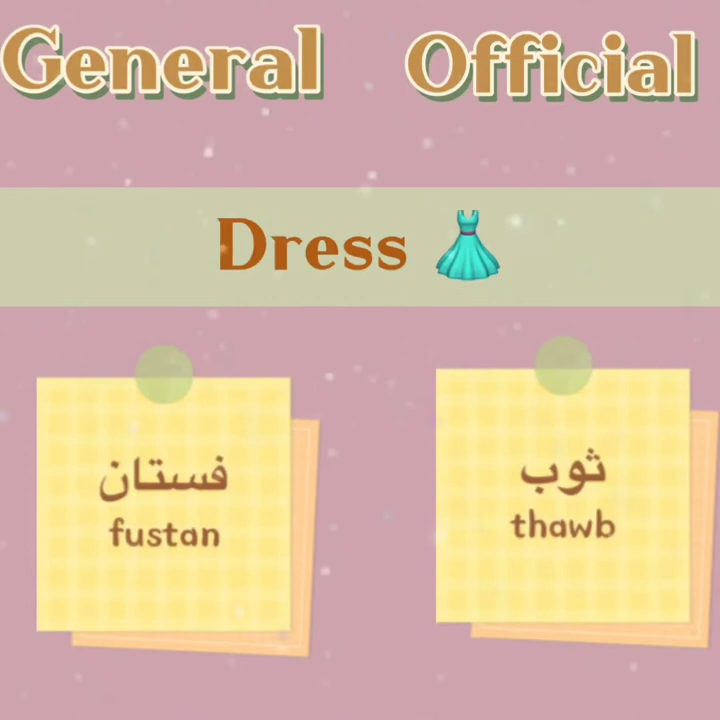 General
Official
Dress 👗
فستان
fustan
ثوب
thawb